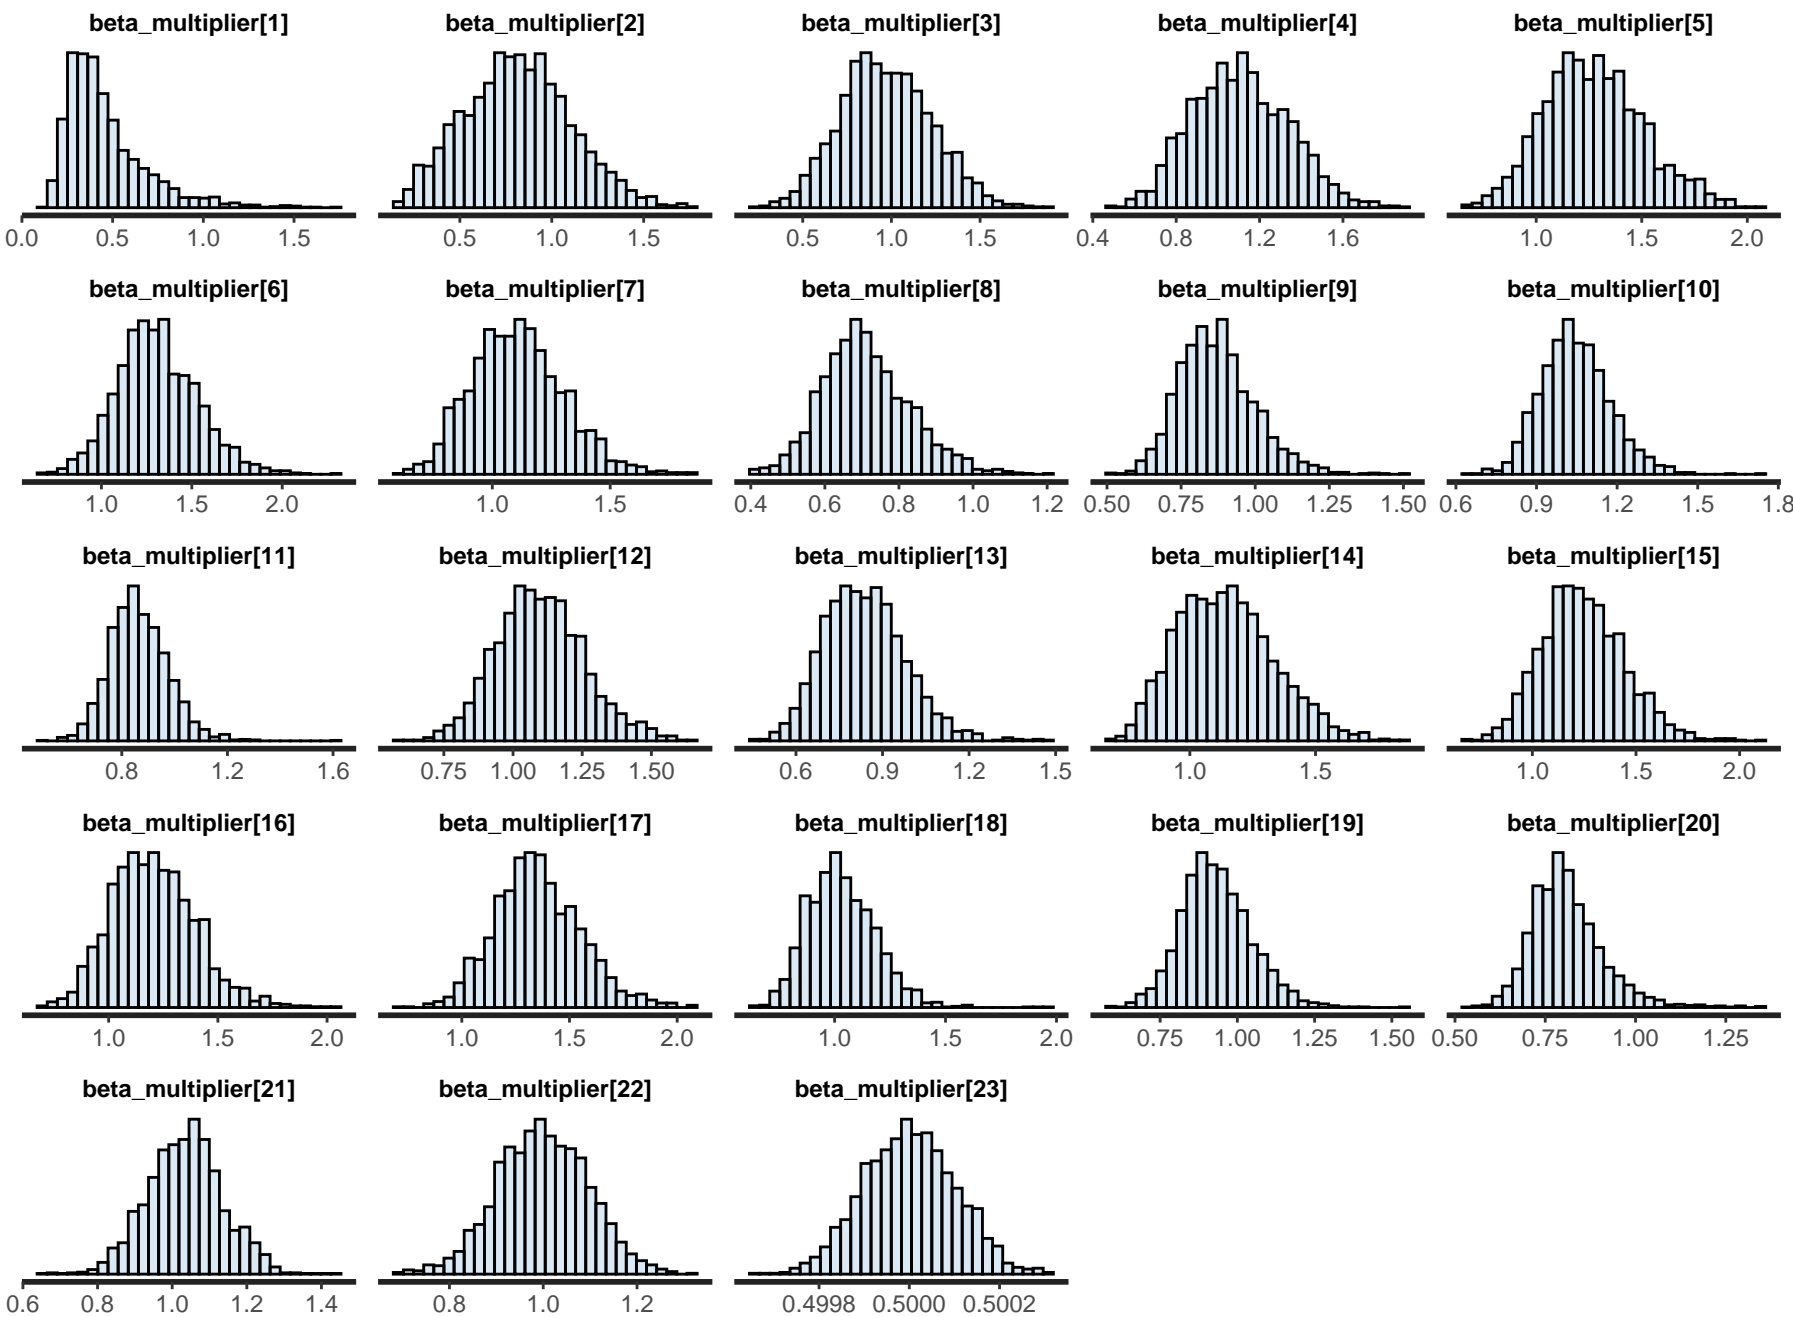 beta_multiplier[1] beta_multiplier[2] beta_multiplier[3] beta_multiplier[4] beta_multiplier[5]
0.0 0.5 1.0 1.5 0.5 1.0 1.5 0.5 1.0 1.5 0.4 0.8 1.2 1.6 1.0 1.5 2.0
beta_multiplier[6] beta_multiplier[7] beta_multiplier[8] beta_multiplier[9] beta_multiplier[10]
1.0 1.5 2.0 1.0 1.5 0.4 0.6 0.8 1.0 1.2 0.50 0.75 1.00 1.25 1.50 0.6 0.9 1.2 1.5 1.8
beta_multiplier[11] beta_multiplier[12] beta_multiplier[13] beta_multiplier[14] beta_multiplier[15]
0.8 1.2 1.6 0.75 1.00 1.25 1.50 0.6 0.9 1.2 1.5 1.0 1.5 1.0 1.5 2.0
beta_multiplier[16] beta_multiplier[17] beta_multiplier[18] beta_multiplier[19] beta_multiplier[20]
1.0 1.5 2.0 1.0 1.5 2.0 1.0 1.5 2.0 0.75 1.00 1.25 1.50 0.50 0.75 1.00 1.25
beta_multiplier[21] beta_multiplier[22] beta_multiplier[23]
0.6 0.8 1.0 1.2 1.4 0.8 1.0 1.2 0.4998 0.5000 0.5002